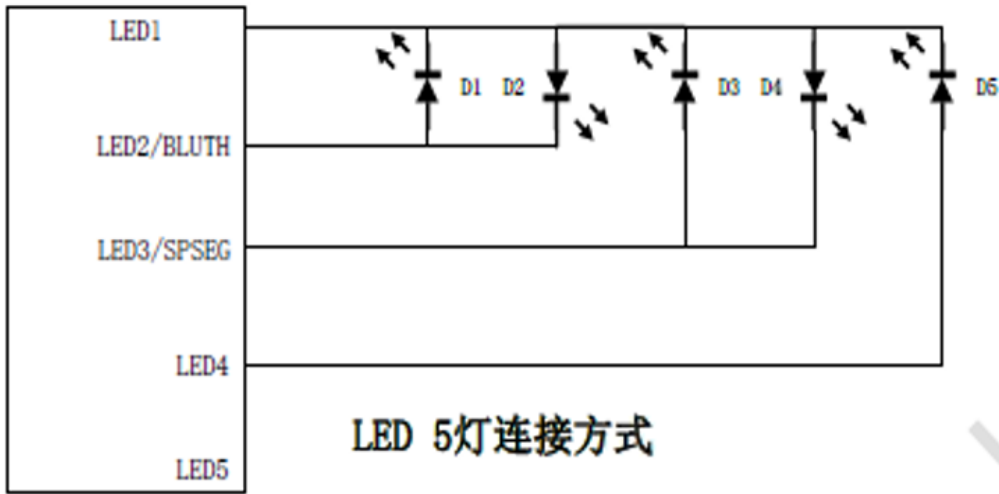 LED1
D1 D2 D3 D4 D5
LED2/BLUTH
LED3/SPSEG
LED4
LED 5灯连接方式
LED5